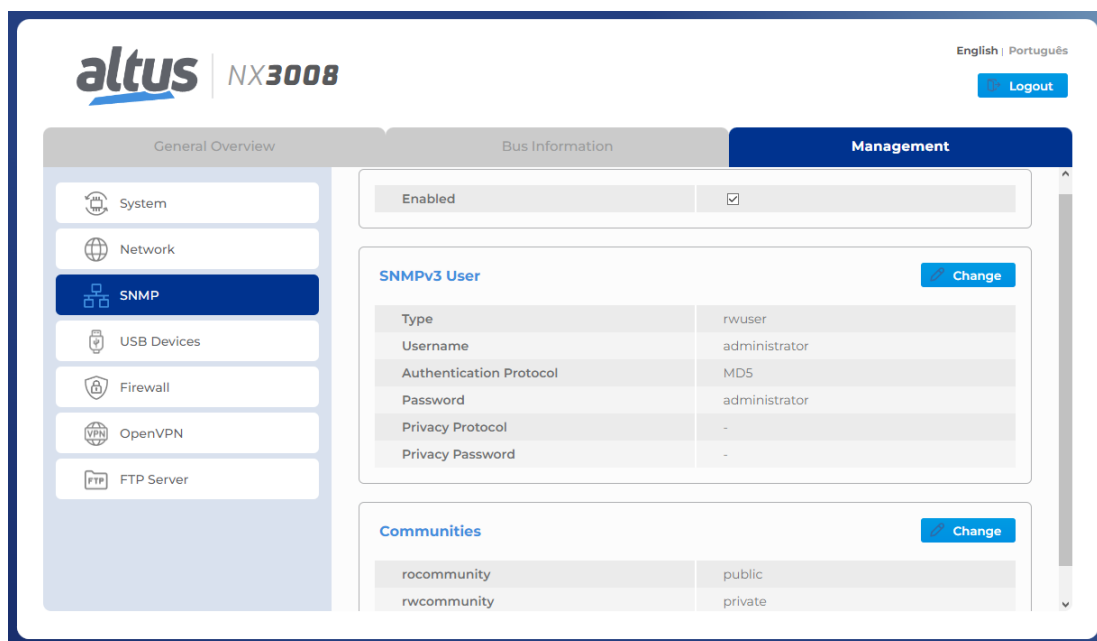 altus NX3008
English | Português
Logout
General Overview Bus Information Management
System
Network
SNMP
USB Devices
Firewall
VPN OpenVPN
FTP FTP Server
Enabled
SNMPv3 User Change
Type rwuser
Username administrator
Authentication Protocol MD5
Password administrator
Privacy Protocol -
Privacy Password -
Communities Change
rocommunity public
rwcommunity private